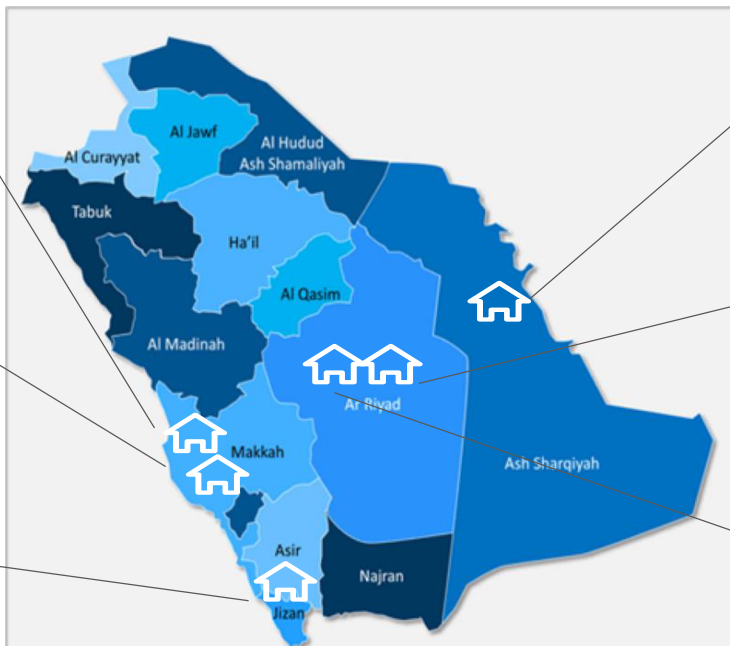 Al Jawf
Al Hudud
Ash Shamaliyah
Al Curayyat
Tabuk
Ha'il
Al Qasim
Al Madinah
Ar Riyad
Makkah
Ash Sharqiyah
Asir
Najran
Jizan